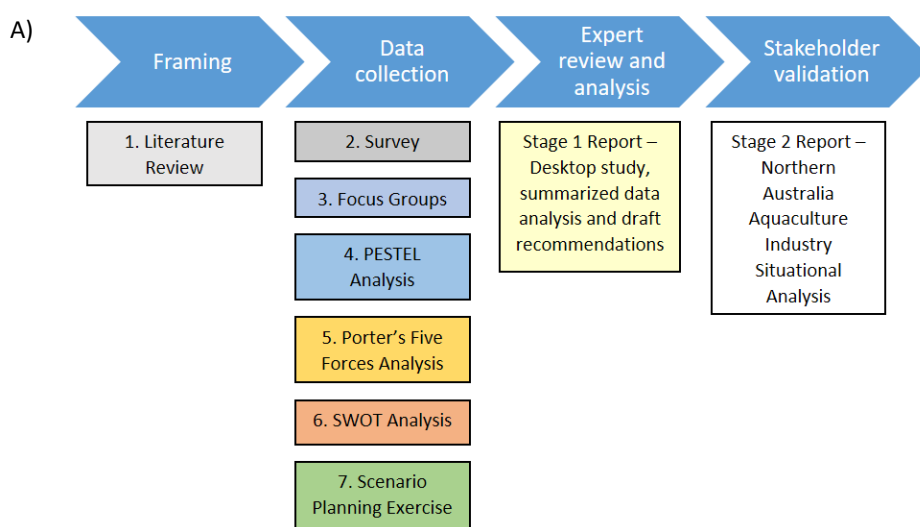 A)
Framing
Data
collection
Expert
review and
analysis
Stakeholder
validation
1. Literature
Review
2. Survey
3. Focus Groups
4. PESTEL
Analysis
5. Porter's Five
Forces Analysis
6. SWOT Analysis
7. Scenario
Planning Exercise
Stage 1 Report –
Desktop study,
summarized data
analysis and draft
recommendations
Stage 2 Report –
Northern
Australia
Aquaculture
Industry
Situational
Analysis